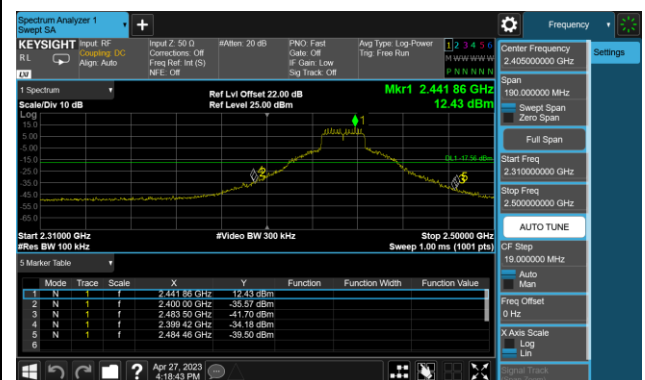 Spectrum Analyzer 1
Swept SA
+
Frequency
KEYSIGHT
RL
LXI
Input: RF
Coupling: DC
Align: Auto
Input Z: 50 Ω
Corrections: Off
Freq Ref: Int (S)
NFE: Off
#Atten: 20 dB
PNO: Fast
Gate: Off
IF Gain: Low
Sig Track: Off
Avg Type: Log-Power
Trig: Free Run
1 2 3 4 5 6
M W W W W W
P N N N N N
Settings
1 Spectrum
Scale/Div 10 dB
Log
Ref Lvl Offset 22.00 dB
Ref Level 25.00 dBm
Mkr1 2.441 86 GHz
12.43 dBm
15.0
5.00
-5.00
-15.0
-25.0
-35.0
-45.0
-55.0
-65.0
1
DL1 -17.56 dBm
Start 2.31000 GHz
#Res BW 100 kHz
#Video BW 300 kHz
Stop 2.50000 GHz
Sweep 1.00 ms (1001 pts)
5 Marker Table
Mode Trace Scale X Y Function Function Width Function Value
1 N 1 f 2.441 86 GHz 12.43 dBm
2 N 1 f 2.400 00 GHz -35.57 dBm
3 N 1 f 2.483 50 GHz -41.70 dBm
4 N 1 f 2.399 42 GHz -34.18 dBm
5 N 1 f 2.484 46 GHz -39.50 dBm
6
?
Apr 27, 2023
4:18:43 PM
Center Frequency
2.405000000 GHz
Span
190.000000 MHz
Swept Span
Zero Span
Full Span
Start Freq
2.310000000 GHz
Stop Freq
2.500000000 GHz
AUTO TUNE
CF Step
19.000000 MHz
Auto
Man
Freq Offset
0 Hz
X Axis Scale
Log
Lin
Signal Track